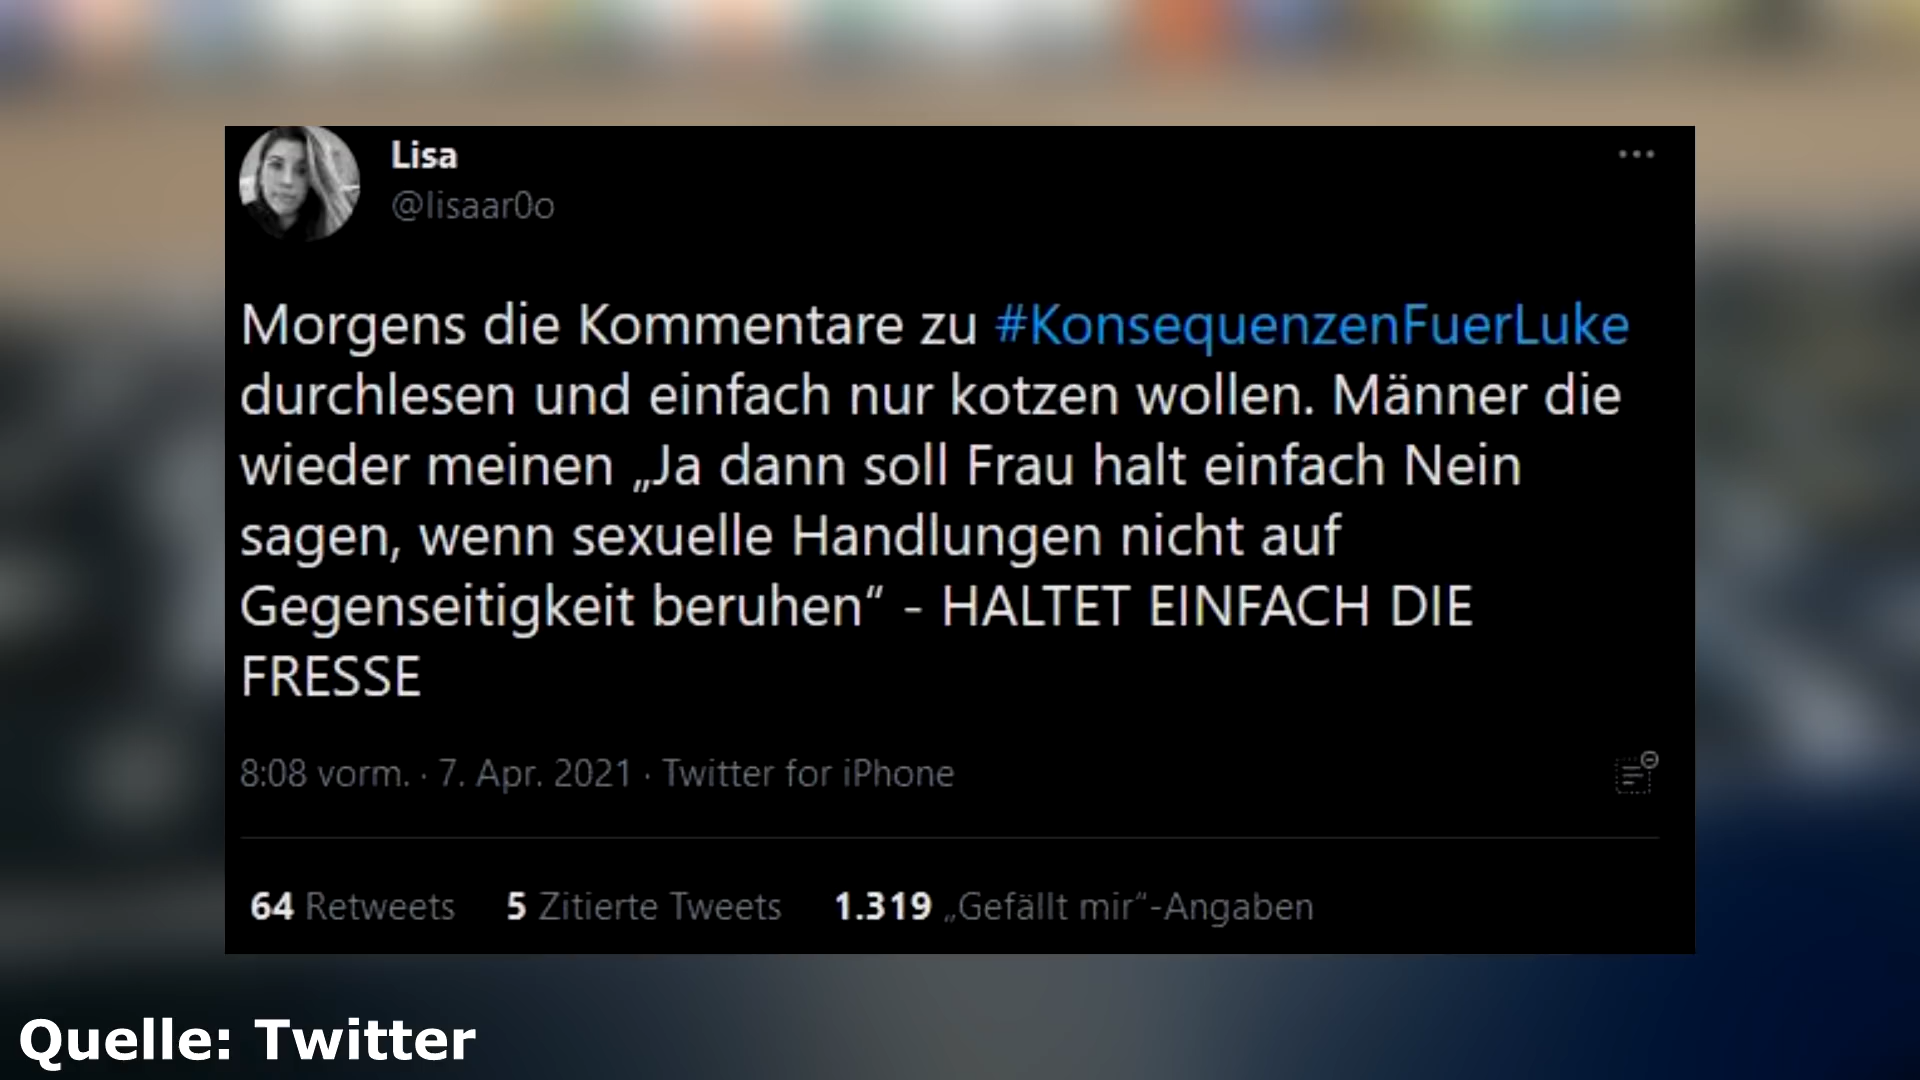 Lisa
@lisaar0o
Morgens die Kommentare zu #KonsequenzenFuerLuke
durchlesen und einfach nur kotzen wollen. Männer die
wieder meinen „Ja dann soll Frau halt einfach Nein
sagen, wenn sexuelle Handlungen nicht auf
Gegenseitigkeit beruhen“ - HALTET EINFACH DIE
FRESSE
8:08 vorm. · 7. Apr. 2021 · Twitter for iPhone
64 Retweets 5 Zitierte Tweets 1.319 „Gefällt mir“-Angaben
Quelle: Twitter